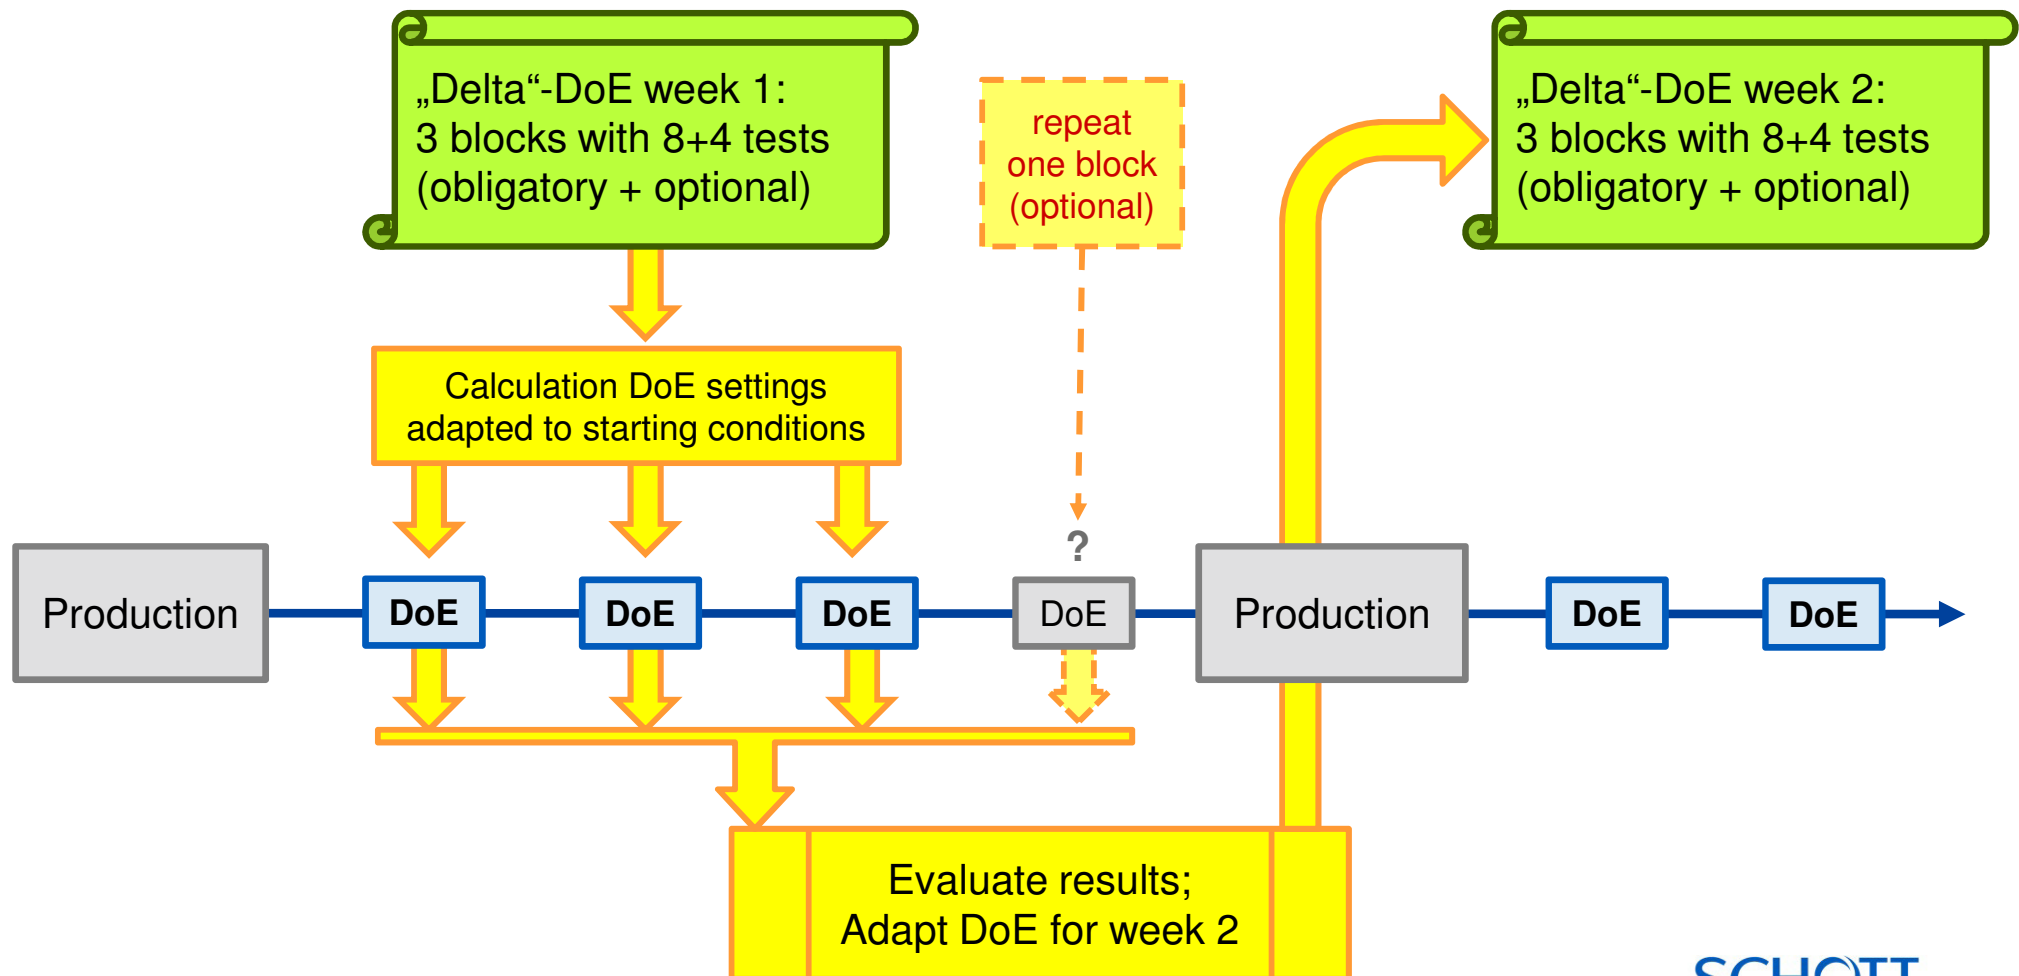 „Delta“-DoE week 1:
3 blocks with 8+4 tests
(obligatory + optional)
repeat
one block
(optional)
„Delta“-DoE week 2:
3 blocks with 8+4 tests
(obligatory + optional)
Calculation DoE settings
adapted to starting conditions
?
Production
DoE
DoE
DoE
DoE
Production
DoE
DoE
Evaluate results;
Adapt DoE for week 2
SCHOTT